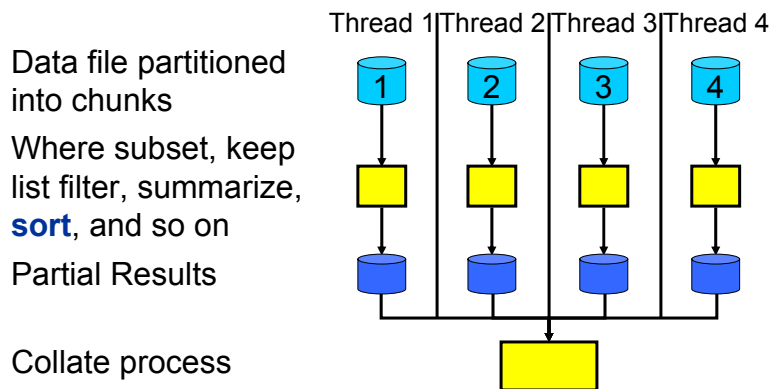 Thread 1 Thread 2 Thread 3 Thread 4
Data file partitioned
into chunks
1 2 3 4
Where subset, keep
list filter, summarize,
sort, and so on
Partial Results
Collate process